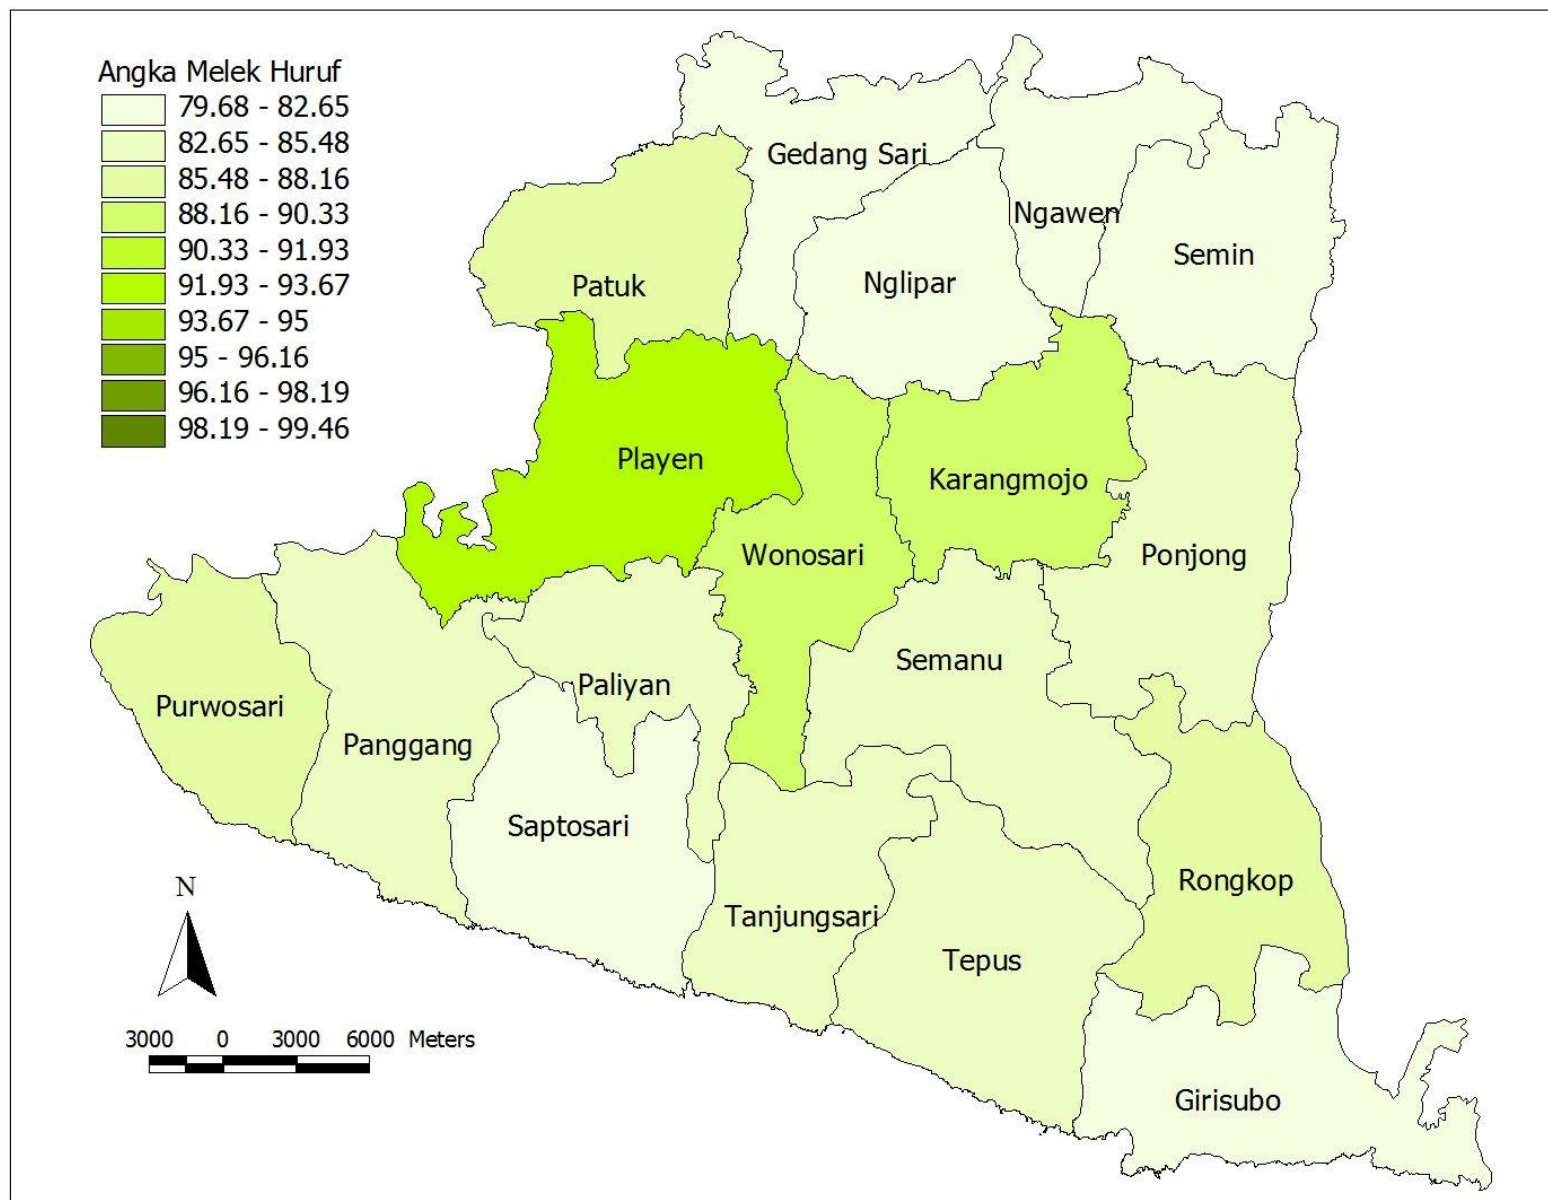 Angka Melek Huruf
79.68 - 82.65
82.65 - 85.48
85.48 - 88.16
88.16 - 90.33
90.33 - 91.93
91.93 - 93.67
93.67 - 95
95 - 96.16
96.16 - 98.19
98.19 - 99.46
Gedang Sari
Ngawen
Semin
Nglipar
Patuk
Playen
Karangmojo
Wonosari
Ponjong
Semanu
Paliyan
Purwosari
Panggang
Saptosari
Rongkop
Tanjungsari
Tepus
Girisubo
N
3000 0 3000 6000 Meters